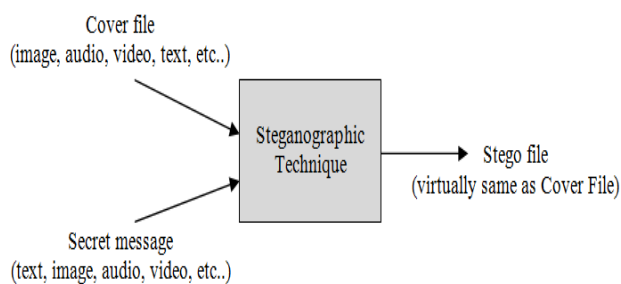 Cover file
(image, audio, video, text, etc..)
Steganographic
Technique
Stego file
(virtually same as Cover File)
Secret message
(text, image, audio, video, etc..)